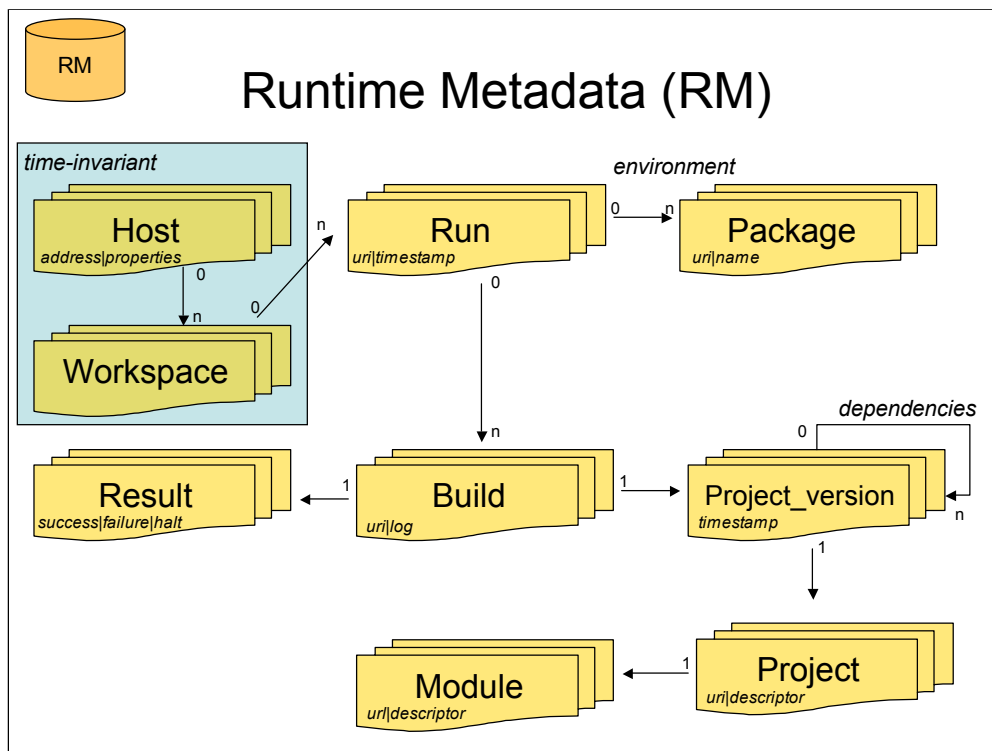 RM
Runtime Metadata (RM)
time-invariant
environment
Host
address|properties
0
n
Workspace
0
n
Run
uri|timestamp
0
n
Package
uri|name
0
n
dependencies
0
n
Result
success|failure|halt
1
Build
uri|log
1
Project_version
timestamp
1
Module
url|descriptor
1
Project
uri|descriptor